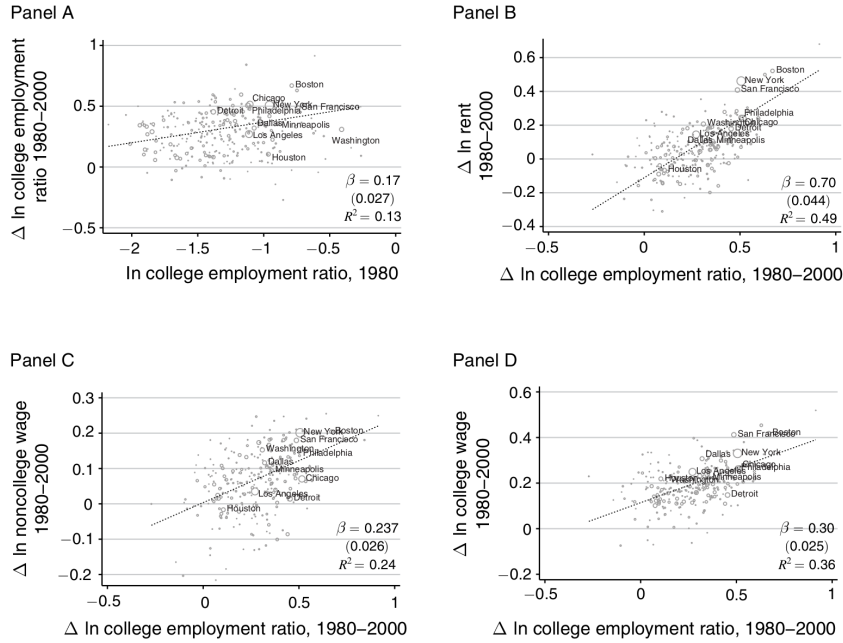 Panel A
Δ ln college employment
ratio 1980–2000
1
0.5
0
−0.5
Boston
Chicago
New York
San Francisco
Detroit
Philadelphia
Dallas
Minneapolis
Los Angeles
Washington
Houston
β = 0.17
(0.027)
R² = 0.13
−2
−1.5
−1
−0.5
0
ln college employment ratio, 1980
Panel B
Δ ln rent
1980–2000
0.6
0.4
0.2
0
−0.2
−0.4
Boston
New York
San Francisco
Philadelphia
Washington
Chicago
Detroit
Los Angeles
Dallas
Minneapolis
Houston
β = 0.70
(0.044)
R² = 0.49
−0.5
0
0.5
1
Δ ln college employment ratio, 1980–2000
Panel C
Δ ln noncollege wage
1980–2000
0.3
0.2
0.1
0
−0.1
−0.2
New York
Boston
San Francisco
Washington
Philadelphia
Dallas
Minneapolis
Chicago
Los Angeles
Detroit
Houston
β = 0.237
(0.026)
R² = 0.24
−0.5
0
0.5
1
Δ ln college employment ratio, 1980–2000
Panel D
Δ ln college wage
1980–2000
0.6
0.4
0.2
0
−0.2
San Francisco
Boston
Dallas
New York
Chicago
Los Angeles
Philadelphia
Houston
Washington
Minneapolis
Detroit
β = 0.30
(0.025)
R² = 0.36
−0.5
0
0.5
1
Δ ln college employment ratio, 1980–2000